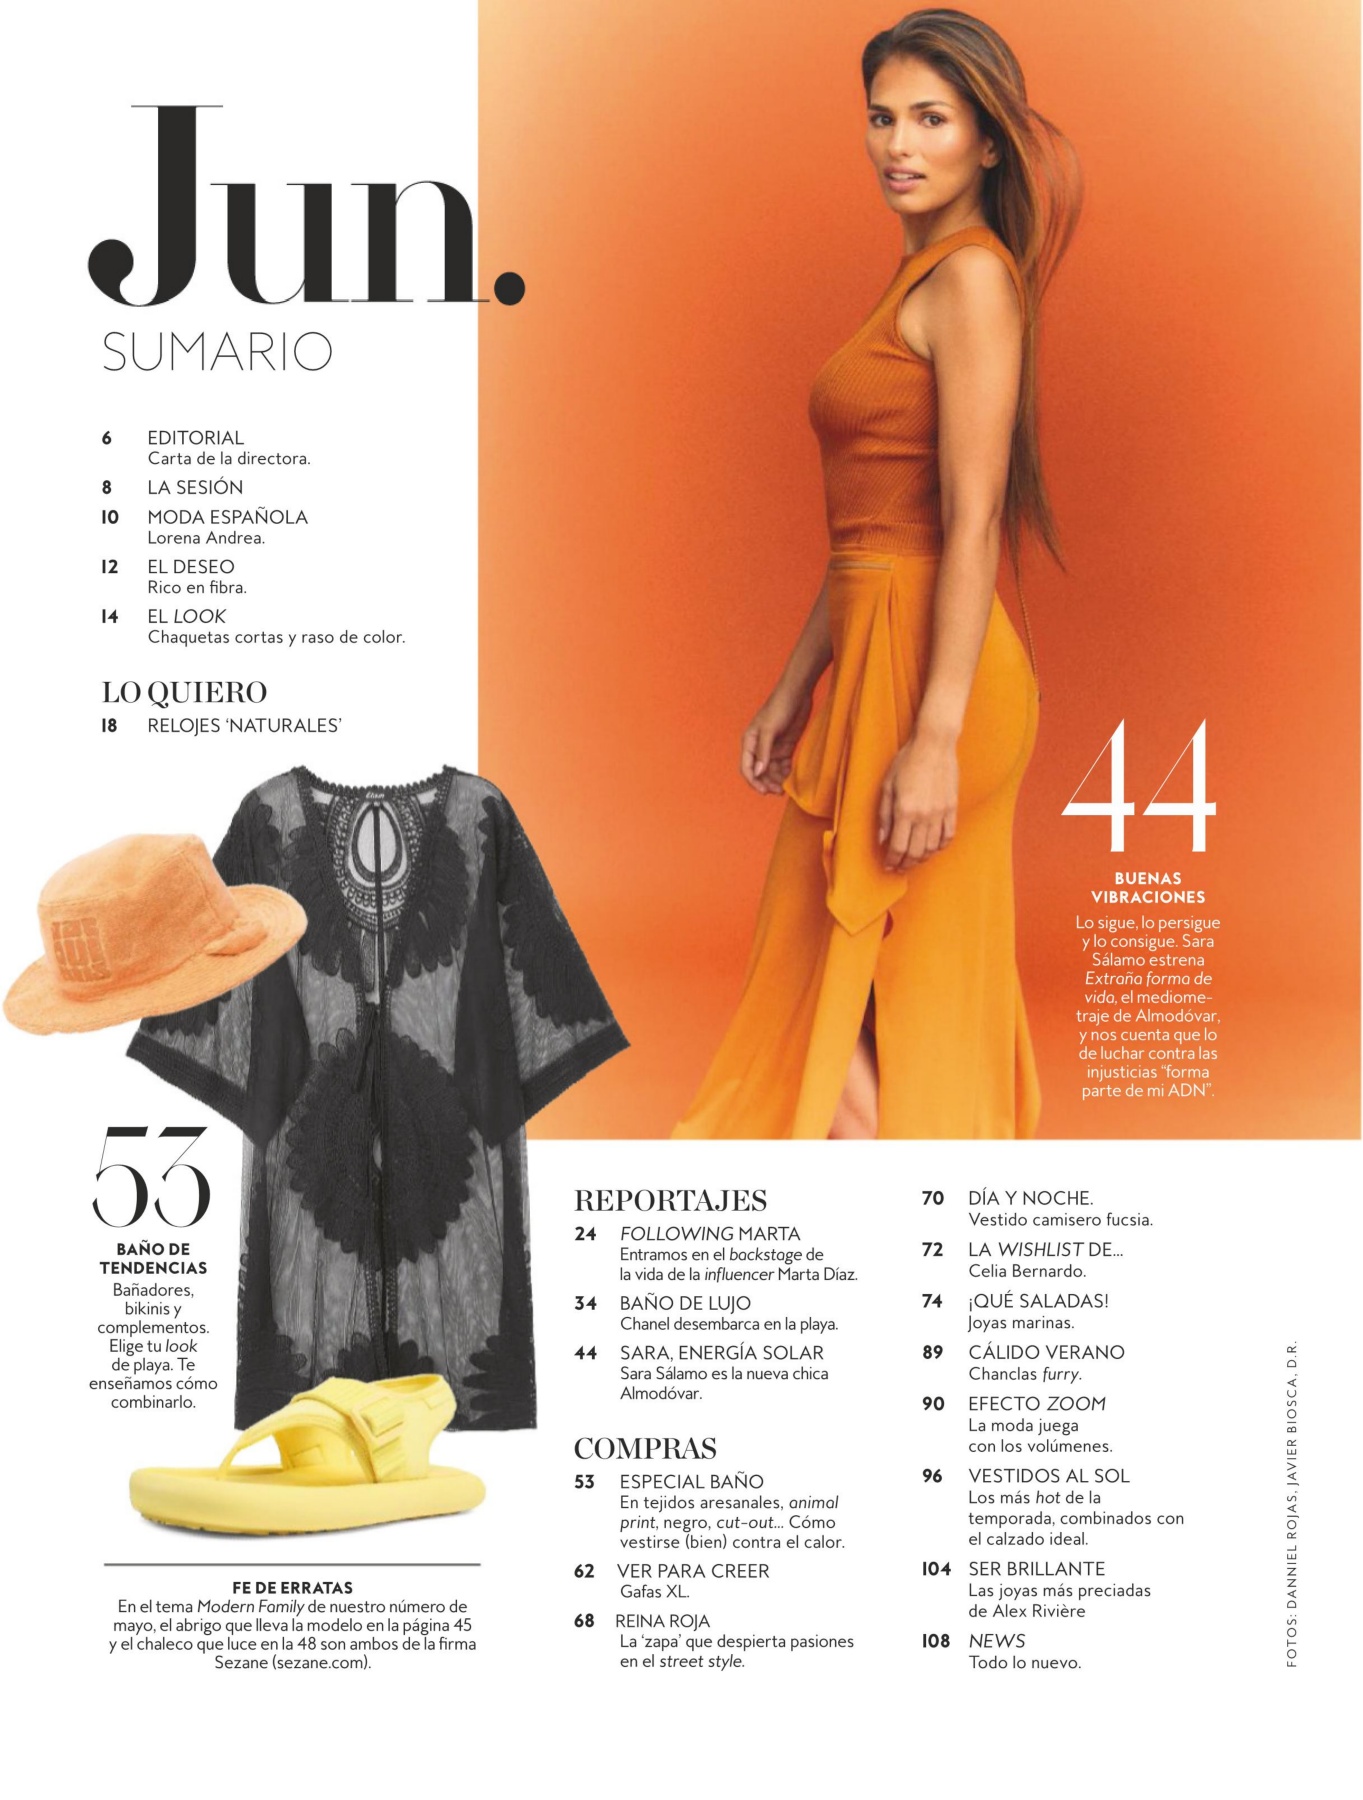 Jun.
SUMARIO
6 EDITORIAL
Carta de la directora.
8 LA SESIÓN
10 MODA ESPAÑOLA
Lorena Andrea.
12 EL DESEO
Rico en fibra.
14 EL LOOK
Chaquetas cortas y raso de color.
LO QUIERO
18 RELOJES ‘NATURALES’
44
BUENAS
VIBRACIONES
Lo sigue, lo persigue
y lo consigue. Sara
Sálamo estrena
Extraña forma de
vida, el mediome-
traje de Almodóvar,
y nos cuenta que lo
de luchar contra las
injusticias “forma
parte de mi ADN”.
53
BAÑO DE
TENDENCIAS
Bañadores,
bikinis y
complementos.
Elige tu look
de playa. Te
enseñamos cómo
combinarlo.
FE DE ERRATAS
En el tema Modern Family de nuestro número de
mayo, el abrigo que lleva la modelo en la página 45
y el chaleco que luce en la 48 son ambos de la firma
Sezane (sezane.com).
REPORTAJES
24 FOLLOWING MARTA
Entramos en el backstage de
la vida de la influencer Marta Díaz.
34 BAÑO DE LUJO
Chanel desembarca en la playa.
44 SARA, ENERGÍA SOLAR
Sara Sálamo es la nueva chica
Almodóvar.
COMPRAS
53 ESPECIAL BAÑO
En tejidos aresanales, animal
print, negro, cut-out... Cómo
vestirse (bien) contra el calor.
62 VER PARA CREER
Gafas XL.
68 REINA ROJA
La ‘zapa’ que despierta pasiones
en el street style.
70 DÍA Y NOCHE.
Vestido camisero fucsia.
72 LA WISHLIST DE...
Celia Bernardo.
74 ¡QUÉ SALADAS!
Joyas marinas.
89 CÁLIDO VERANO
Chanclas furry.
90 EFECTO ZOOM
La moda juega
con los volúmenes.
96 VESTIDOS AL SOL
Los más hot de la
temporada, combinados con
el calzado ideal.
104 SER BRILLANTE
Las joyas más preciadas
de Alex Rivière
108 NEWS
Todo lo nuevo.
FOTOS: DANNIEL ROJAS, JAVIER BIOSCA, D.R.